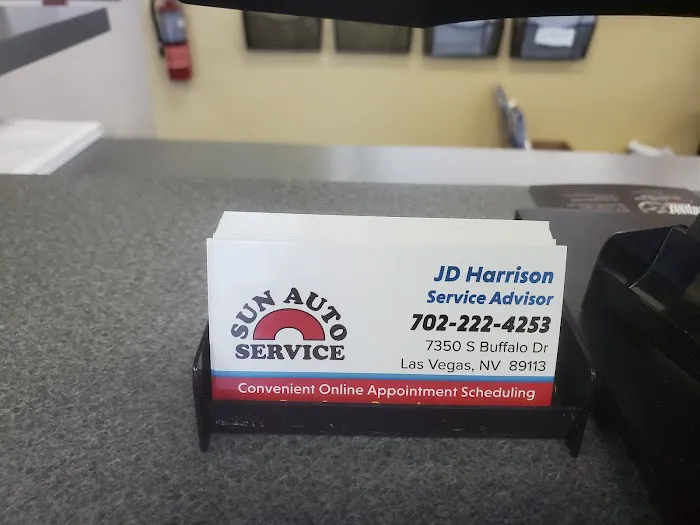 SUN AUTO
SERVICE
JD Harrison
Service Advisor
702-222-4253
7350 S Buffalo Dr
Las Vegas, NV 89113
Convenient Online Appointment Scheduling